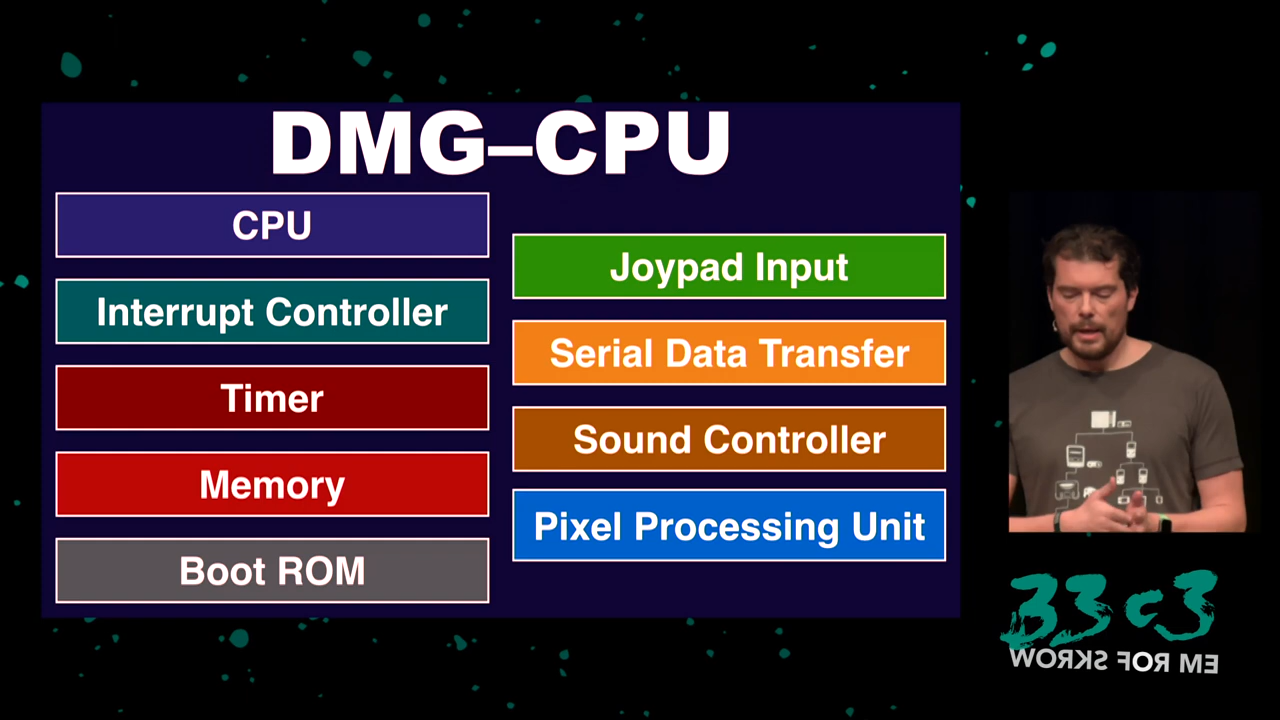 DMG–CPU
CPU
Interrupt Controller
Timer
Memory
Boot ROM
Joypad Input
Serial Data Transfer
Sound Controller
Pixel Processing Unit
33c3
WORKS FOR ME